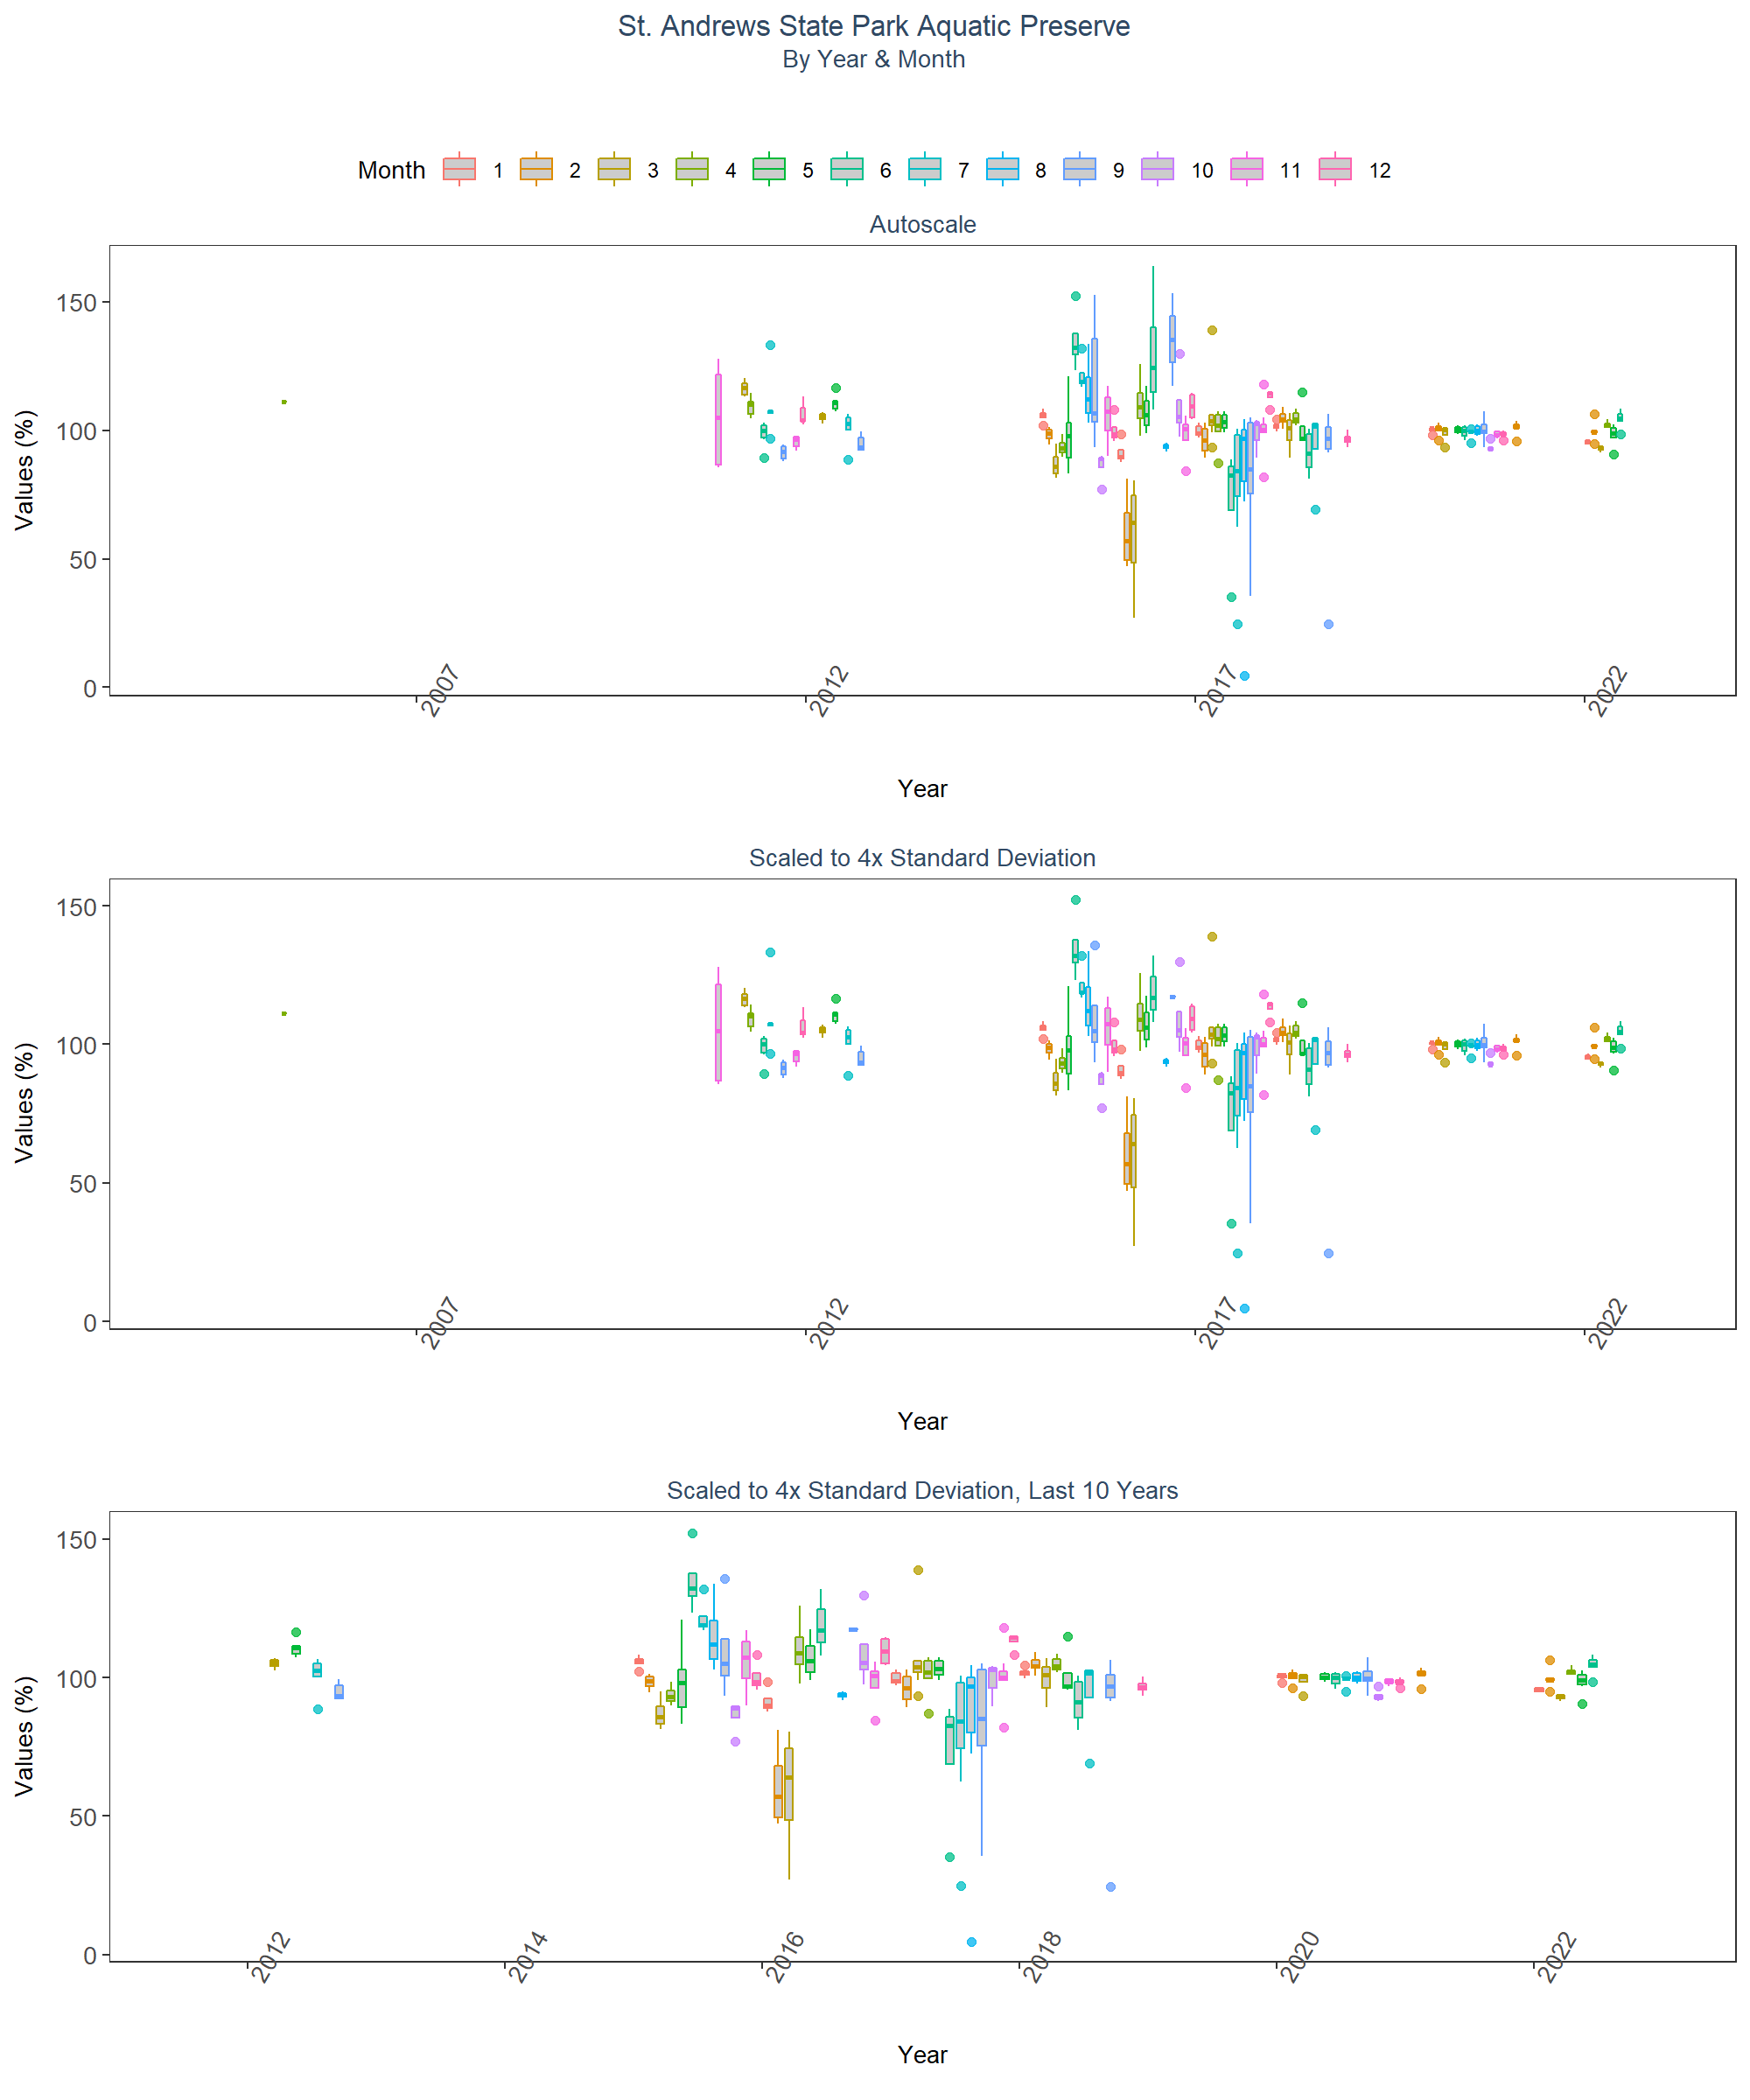 St. Andrews State Park Aquatic Preserve
By Year & Month
Month 1 2 3 4 5 6 7 8 9 10 11 12
Autoscale
Values (%)
150
100
50
0
2007 2012 2017 2022
Year
Scaled to 4x Standard Deviation
Values (%)
150
100
50
0
2007 2012 2017 2022
Year
Scaled to 4x Standard Deviation, Last 10 Years
Values (%)
150
100
50
0
2012 2014 2016 2018 2020 2022
Year